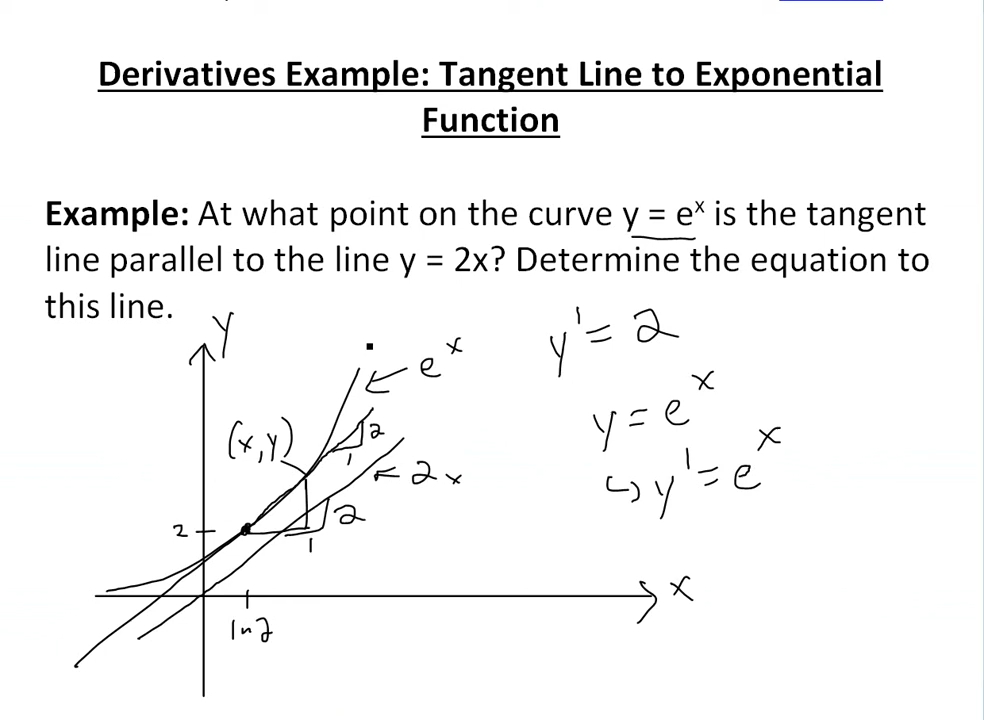 Derivatives Example: Tangent Line to Exponential
Function
Example: At what point on the curve y = eˣ is the tangent
line parallel to the line y = 2x? Determine the equation to
this line.
y
y' = 2
← eˣ
y = eˣ
(x,y)
2
1
← 2x
↪ y' = eˣ
2
2
1
x
ln2